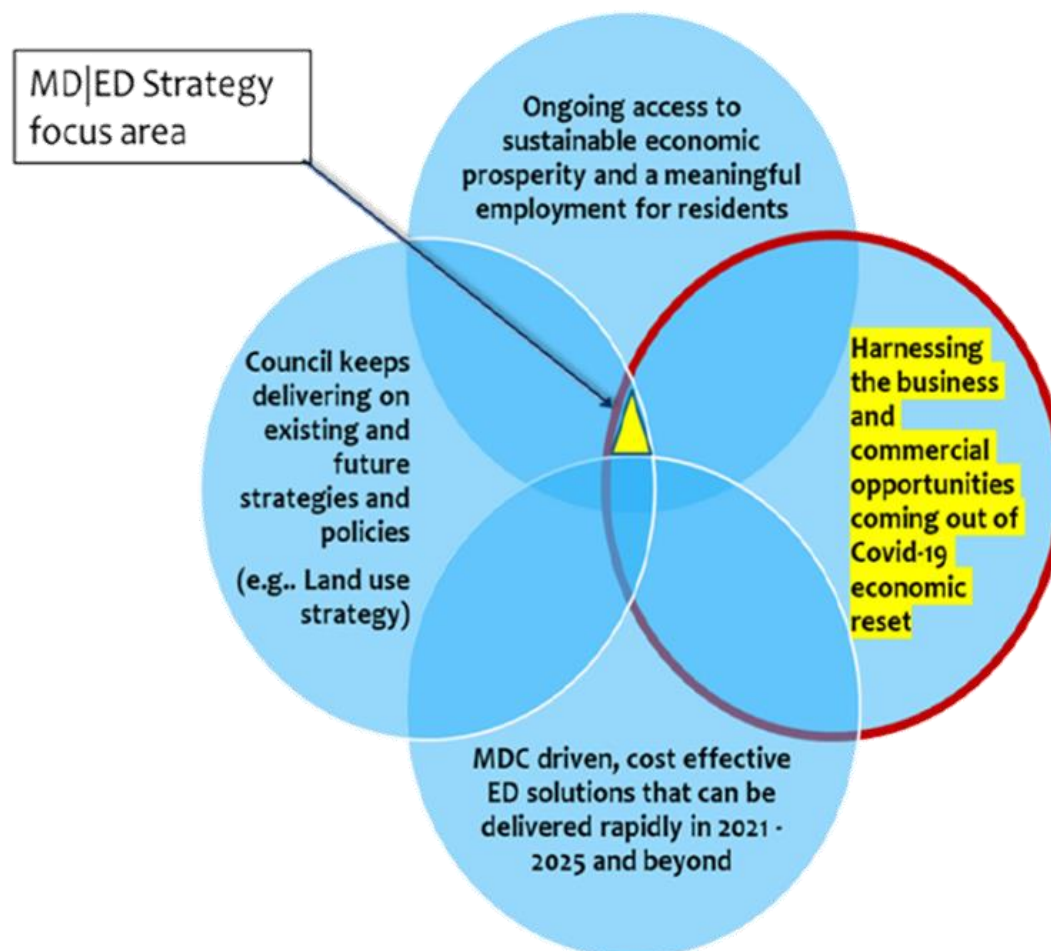 MD|ED Strategy
focus area
Ongoing access to
sustainable economic
prosperity and a meaningful
employment for residents
Council keeps
delivering on
existing and
future
strategies and
policies
(e.g.. Land use
strategy)
Harnessing
the business
and
commercial
opportunities
coming out of
Covid-19
economic
reset
MDC driven, cost effective
ED solutions that can be
delivered rapidly in 2021 -
2025 and beyond